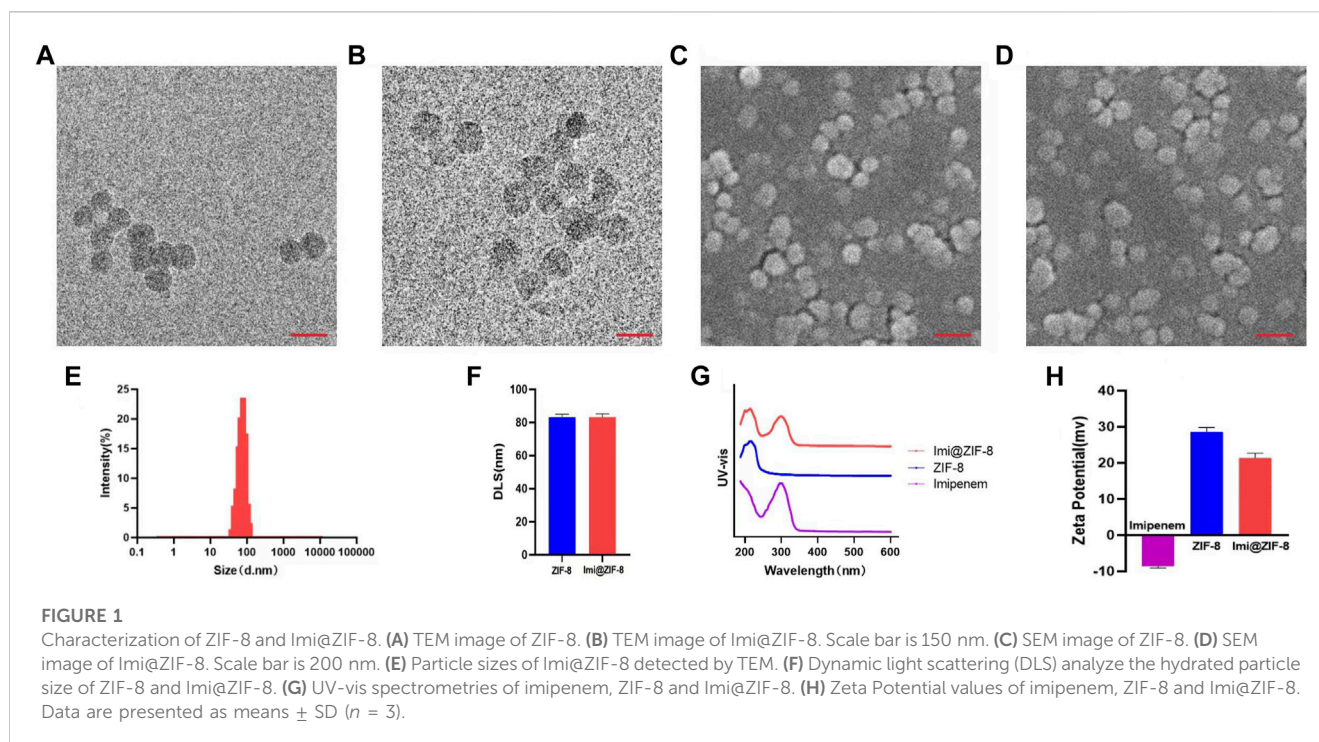 A
B
C
D
E
25
20
15
10
5
0
Intensity(%)
0.1 1 10 100 1000 10000 100000
Size(d.nm)
F
100
80
60
40
20
0
DLS(nm)
ZIF-8 Imi@ZIF-8
G
UV-vis
200 300 400 500 600
Wavelength(nm)
Imi@ZIF-8
ZIF-8
Imipenem
H
40
30
20
10
0
-10
Zeta Potential(mv)
Imipenem
ZIF-8 Imi@ZIF-8
FIGURE 1
Characterization of ZIF-8 and Imi@ZIF-8. (A) TEM image of ZIF-8. (B) TEM image of Imi@ZIF-8. Scale bar is 150 nm. (C) SEM image of ZIF-8. (D) SEM
image of Imi@ZIF-8. Scale bar is 200 nm. (E) Particle sizes of Imi@ZIF-8 detected by TEM. (F) Dynamic light scattering (DLS) analyze the hydrated particle
size of ZIF-8 and Imi@ZIF-8. (G) UV-vis spectrometries of imipenem, ZIF-8 and Imi@ZIF-8. (H) Zeta Potential values of imipenem, ZIF-8 and Imi@ZIF-8.
Data are presented as means ± SD (n = 3).